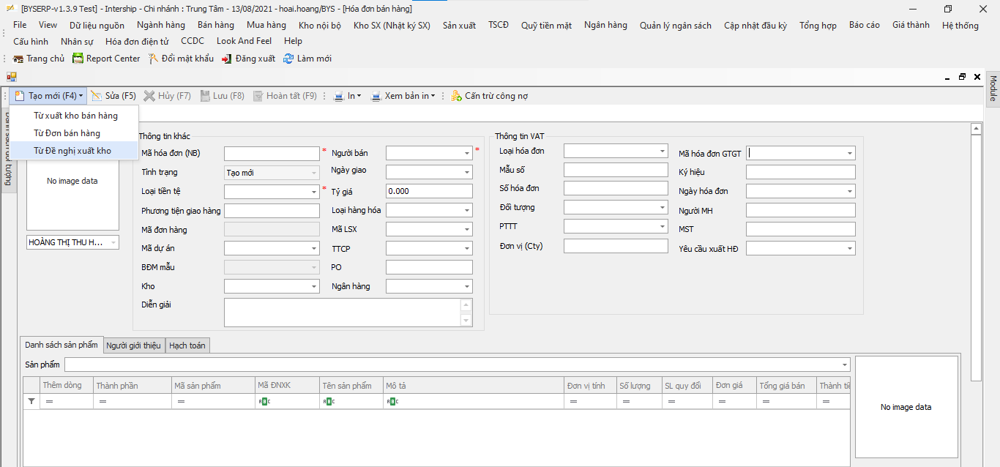 [BYSERP-v1.3.9 Test] - Intership - Chi nhánh : Trung Tâm - 13/08/2021 - hoai.hoang/BYS - [Hóa đơn bán hàng]
File View Dữ liệu nguồn Ngành hàng Bán hàng Mua hàng Kho nội bộ Kho SX (Nhật ký SX) Sản xuất TSCĐ Quỹ tiền mặt Ngân hàng Quản lý ngân sách Cập nhật đầu kỳ Tổng hợp Báo cáo Giá thành Hệ thống
Cấu hình Nhân sự Hóa đơn điện tử CCDC Look And Feel Help
Trang chủ Report Center Đổi mật khẩu Đăng xuất Làm mới
Module
Tạo mới (F4) Sửa (F5) Hủy (F7) Lưu (F8) Hoàn tất (F9) In Xem bản in Cấn trừ công nợ
Từ xuất kho bán hàng
Từ Đơn bán hàng
Từ Đề nghị xuất kho
No image data
HOÀNG THỊ THU H...
Thông tin khác
Mã hóa đơn (NB) * Người bán *
Tình trạng Tạo mới Ngày giao
Loại tiền tệ * Tỷ giá 0.000
Phương tiện giao hàng Loại hàng hóa
Mã đơn hàng Mã LSX
Mã dự án TTCP
BĐM mẫu PO
Kho Ngân hàng
Diễn giải
Thông tin VAT
Loại hóa đơn Mã hóa đơn GTGT
Mẫu số Ký hiệu
Số hóa đơn Ngày hóa đơn
Đối tượng Người MH
PTTT MST
Đơn vị (Cty) Yêu cầu xuất HĐ
Danh sách sản phẩm Người giới thiệu Hạch toán
Sản phẩm
Thêm dòng Thành phần Mã sản phẩm Mã ĐNXK Tên sản phẩm Mô tả Đơn vị tính Số lượng SL quy đổi Đơn giá Tổng giá bán Thành tiề
= = = ABC ABC ABC = = = = = =
No image data